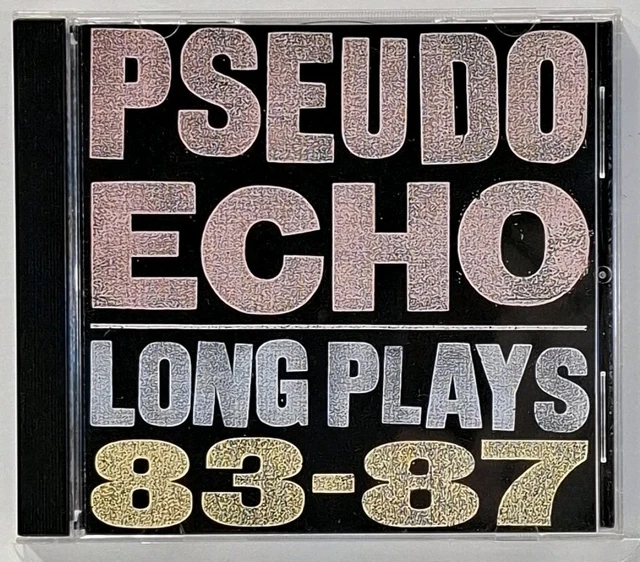 PSEUDO
ECHO
LONG PLAYS
83-87